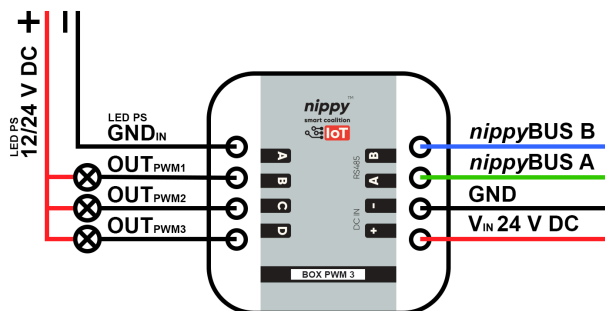 + –
LED PS
12/24 V DC
LED PS
GNDIN
OUTPWM1
OUTPWM2
OUTPWM3
nippy™
smart coalition
IoT
A
B
C
D
B
A
–
+
RS485
DC IN
BOX PWM 3
nippyBUS B
nippyBUS A
GND
VIN 24 V DC